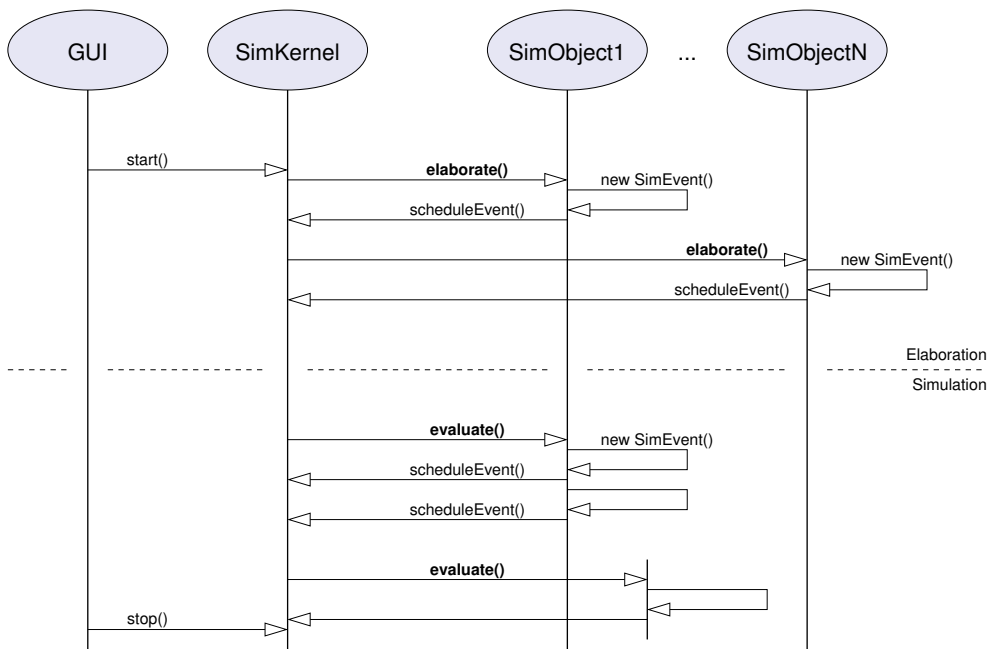 GUI
SimKernel
SimObject1
...
SimObjectN
start()
elaborate()
new SimEvent()
scheduleEvent()
elaborate()
new SimEvent()
scheduleEvent()
Elaboration
Simulation
evaluate()
new SimEvent()
scheduleEvent()
scheduleEvent()
evaluate()
stop()